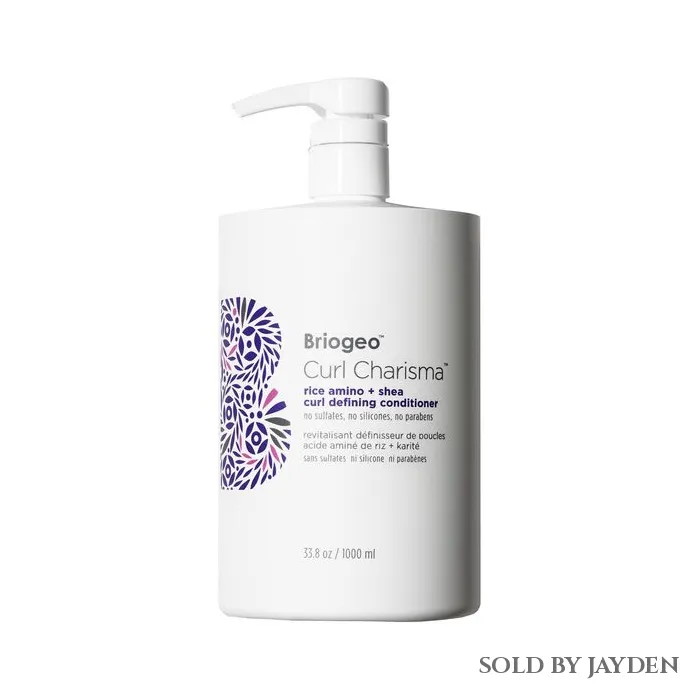 Briogeo™
Curl Charisma™
rice amino + shea
curl defining conditioner
no sulfates, no silicones, no parabens
revitalisant définisseur de boucles
acide aminé de riz + karité
sans sulfates ni silicone ni parabènes
33.8 oz / 1000 ml
SOLD BY JAYDEN